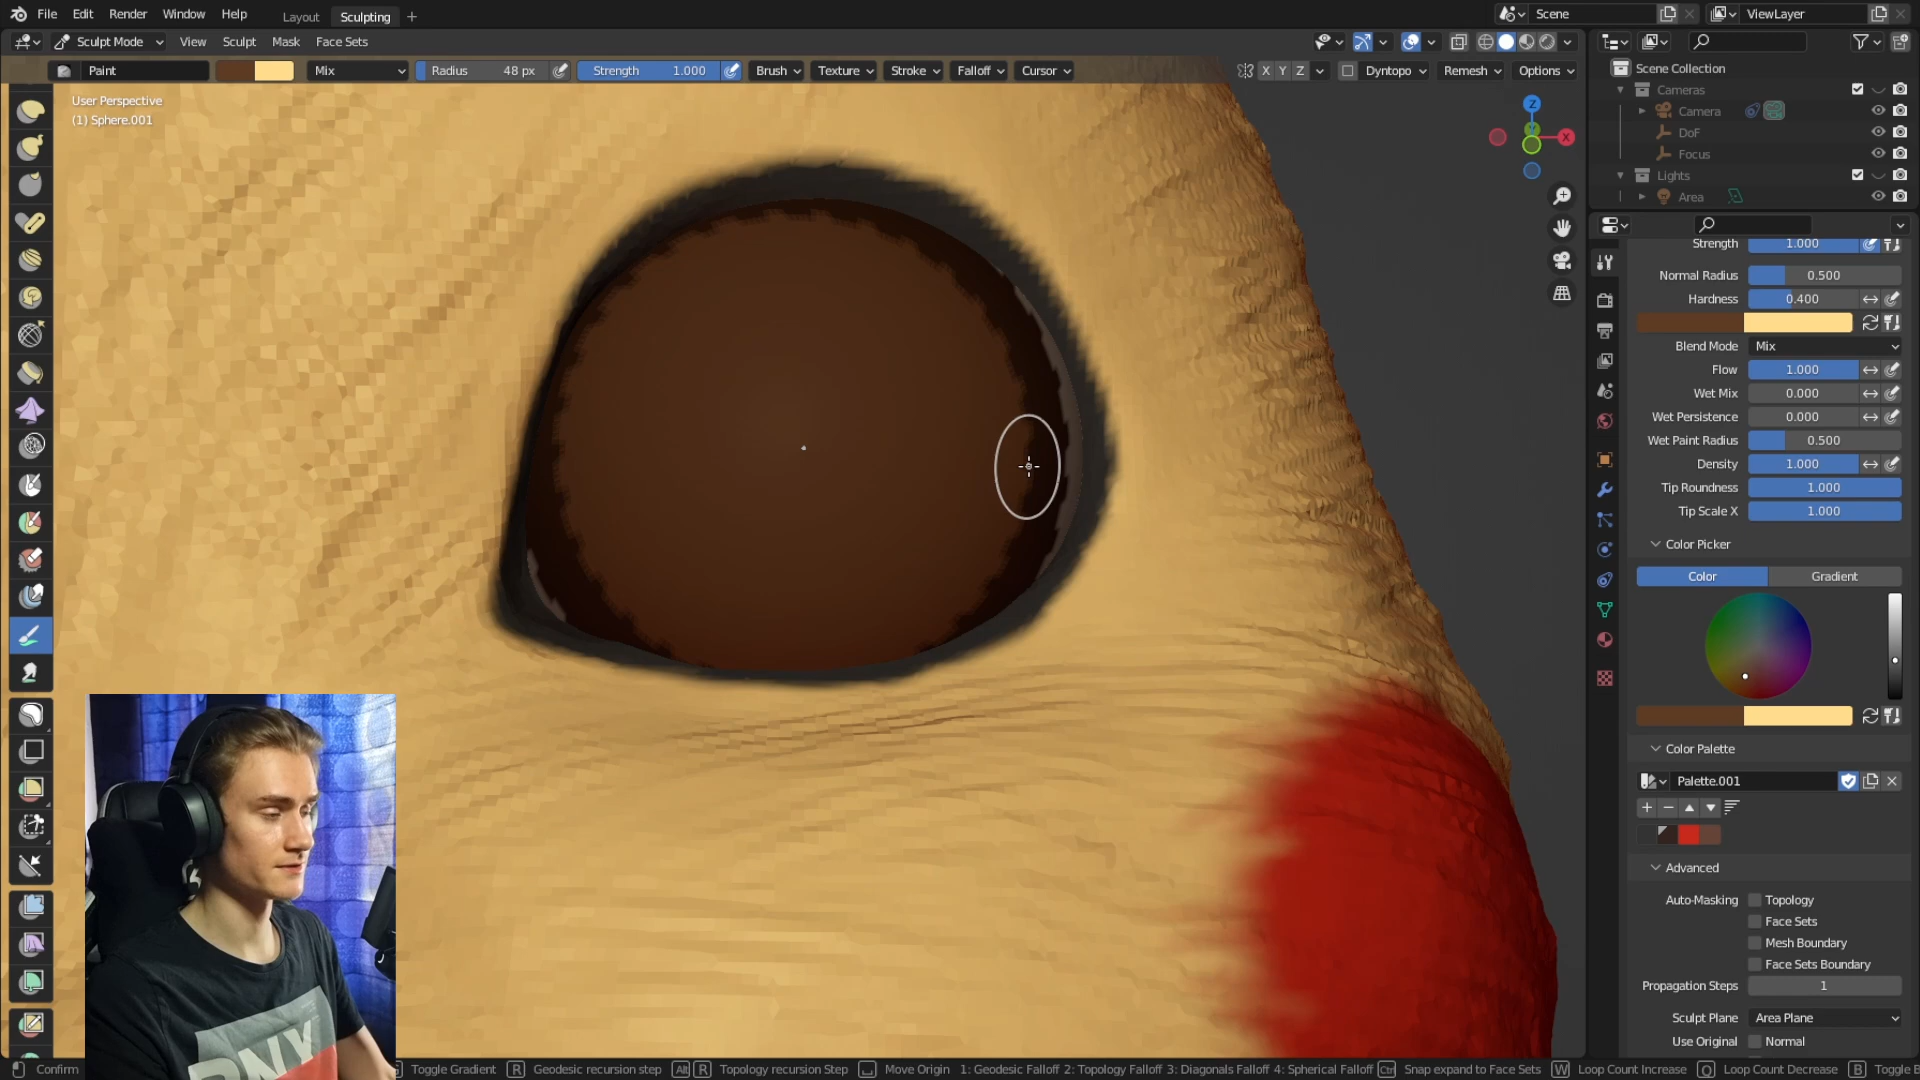 File Edit Render Window Help Layout Sculpting + Scene ViewLayer
Sculpt Mode View Sculpt Mask Face Sets
Paint Mix Radius 48 px Strength 1.000 Brush Texture Stroke Falloff Cursor X Y Z Dyntopo Remesh Options
User Perspective
(1) Sphere.001
Z
X
Scene Collection
Cameras
Camera
DoF
Focus
Lights
Area
Strength 1.000
Normal Radius 0.500
Hardness 0.400
Blend Mode Mix
Flow 1.000
Wet Mix 0.000
Wet Persistence 0.000
Wet Paint Radius 0.500
Density 1.000
Tip Roundness 1.000
Tip Scale X 1.000
Color Picker
Color Gradient
Color Palette
Palette.001
Advanced
Auto-Masking Topology
Face Sets
Mesh Boundary
Face Sets Boundary
Propagation Steps 1
Sculpt Plane Area Plane
Use Original Normal
Confirm Toggle Gradient R Geodesic recursion step Alt R Topology recursion Step Move Origin 1: Geodesic Falloff 2: Topology Falloff 3: Diagonals Falloff 4: Spherical Falloff Ctrl Snap expand to Face Sets W Loop Count Increase Q Loop Count Decrease B Toggle B